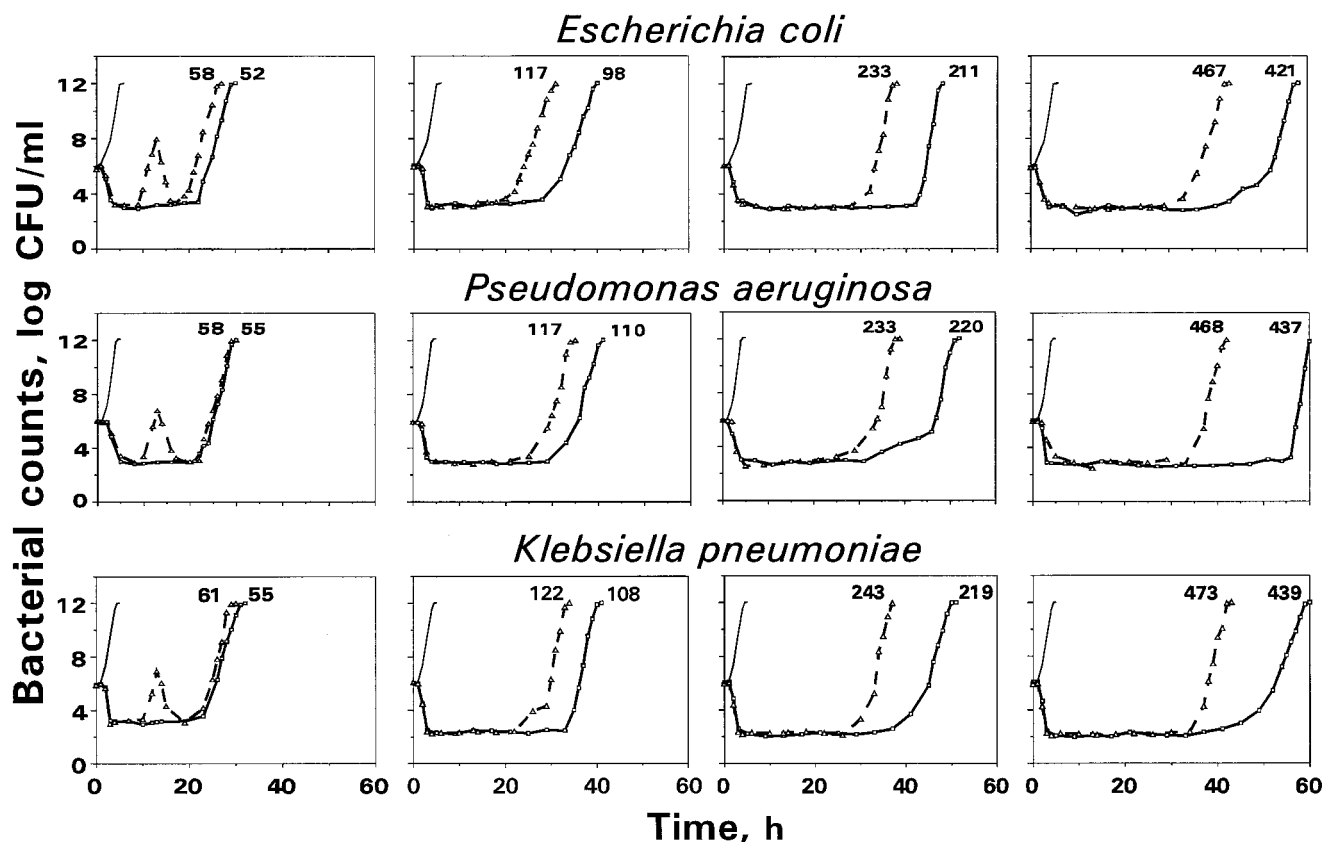 Escherichia coli
58 52
117 98
233 211
467 421
12
8
4
0
Pseudomonas aeruginosa
58 55
117 110
233 220
468 437
12
8
4
0
Klebsiella pneumoniae
61 55
122 108
243 219
473 439
12
8
4
0
0 20 40 60
0 20 40 60
0 20 40 60
0 20 40 60
Bacterial counts, log CFU/ml
Time, h